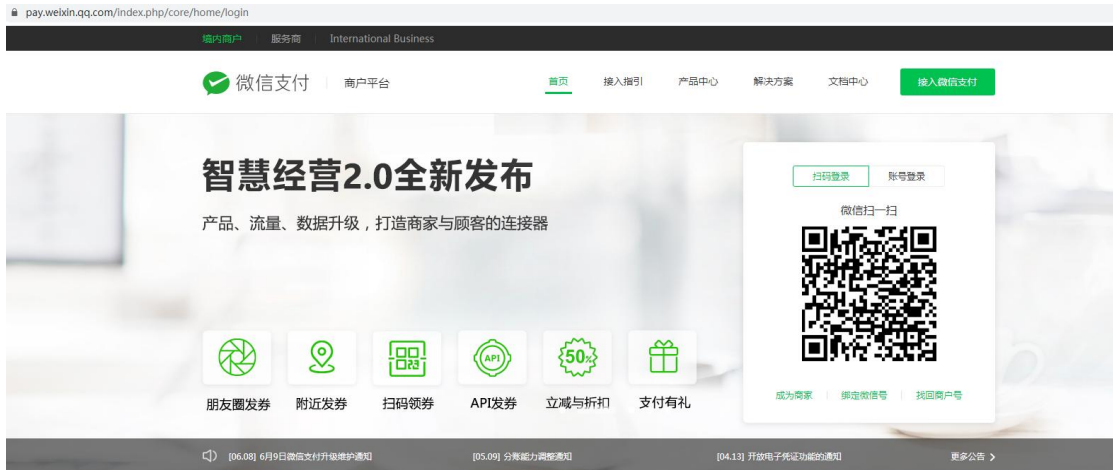 pay.weixin.qq.com/index.php/core/home/login
境内商户 服务商 International Business
微信支付 商户平台 首页 接入指引 产品中心 解决方案 文档中心 接入微信支付
智慧经营2.0全新发布
产品、流量、数据升级，打造商家与顾客的连接器
扫码登录 账号登录
微信扫一扫
API 50%
朋友圈发券 附近发券 扫码领券 API发券 立减与折扣 支付有礼
成为商家 绑定微信号 找回商户号
[06.08] 6月9日微信支付升级维护通知 [05.09] 分账能力调整通知 [04.13] 开放电子凭证功能的通知 更多公告